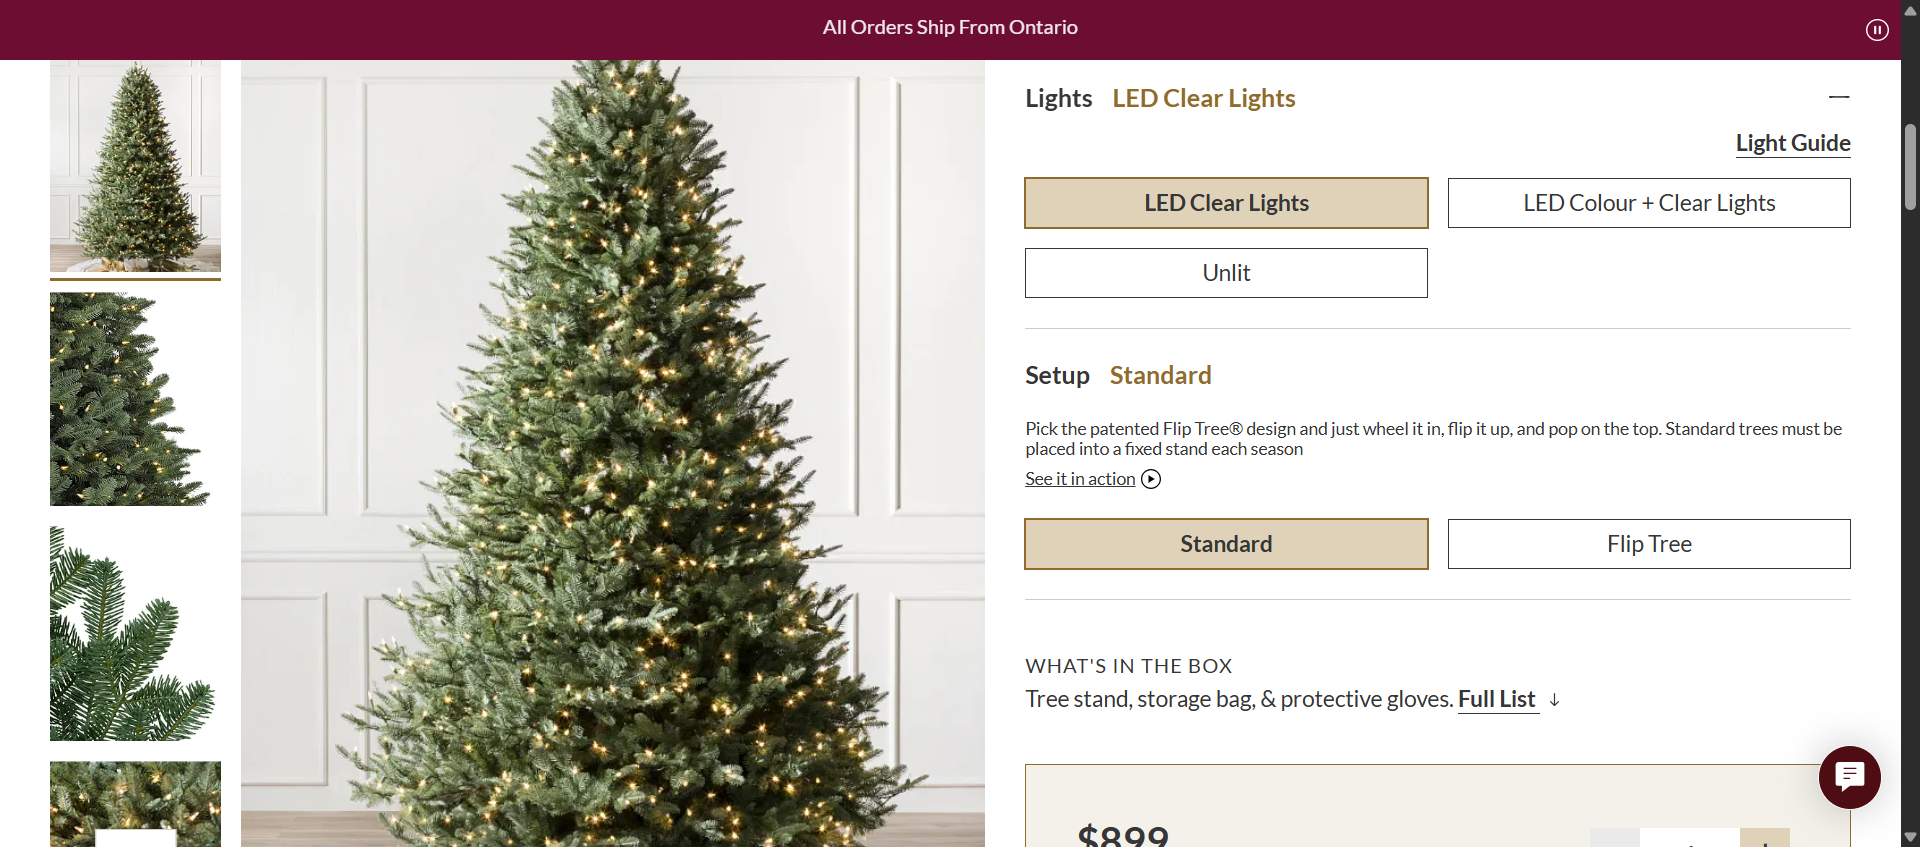 All Orders Ship From Ontario
Lights LED Clear Lights
Light Guide
LED Clear Lights
LED Colour + Clear Lights
Unlit
Setup Standard
Pick the patented Flip Tree® design and just wheel it in, flip it up, and pop on the top. Standard trees must be
placed into a fixed stand each season
See it in action
Standard
Flip Tree
WHAT'S IN THE BOX
Tree stand, storage bag, & protective gloves. Full List ↓
$899